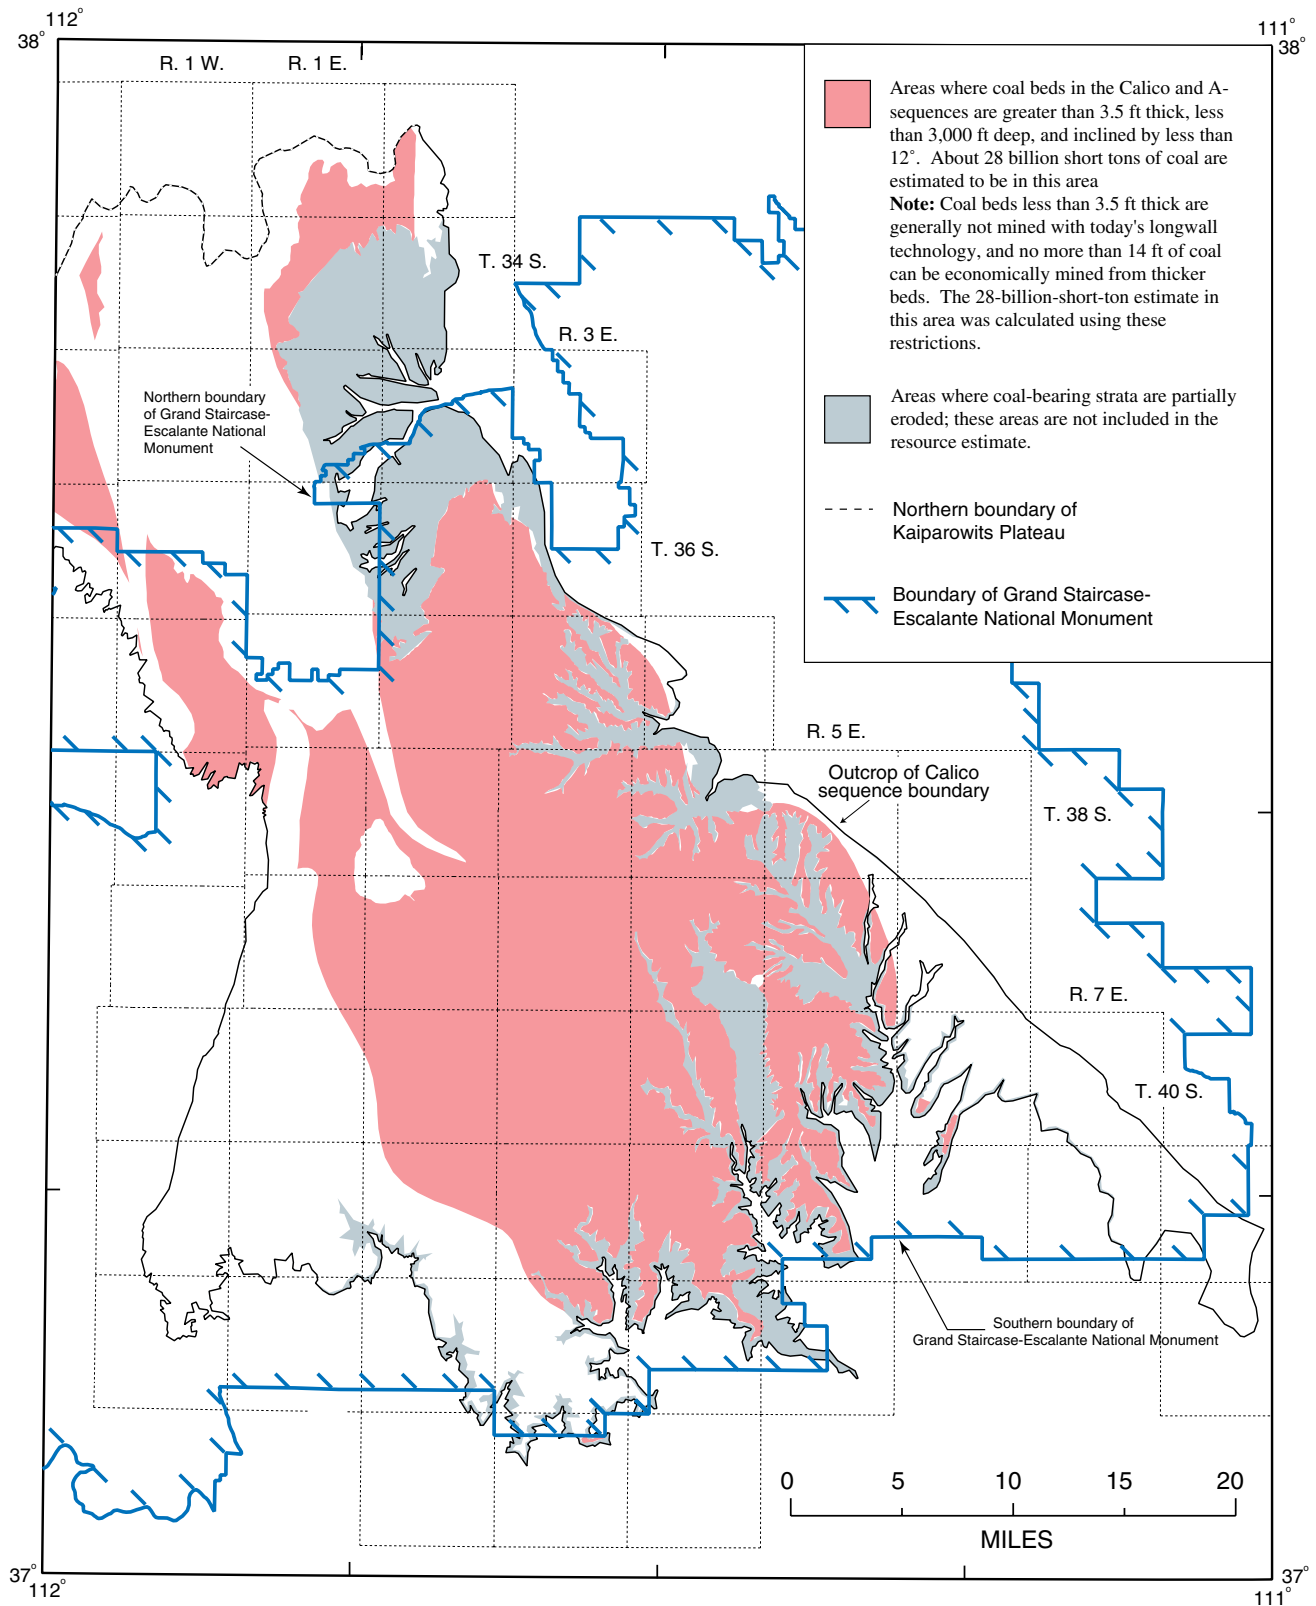 112°
111°
38°
38°
R. 1 W.
R. 1 E.
Areas where coal beds in the Calico and A-
sequences are greater than 3.5 ft thick, less
than 3,000 ft deep, and inclined by less than
12°.  About 28 billion short tons of coal are
estimated to be in this area
Note: Coal beds less than 3.5 ft thick are
generally not mined with today's longwall
technology, and no more than 14 ft of coal
can be economically mined from thicker
beds.  The 28-billion-short-ton estimate in
this area was calculated using these
restrictions.
T. 34 S.
R. 3 E.
Northern boundary
of Grand Staircase-
Escalante National
Monument
Areas where coal-bearing strata are partially
eroded; these areas are not included in the
resource estimate.
Northern boundary of
Kaiparowits Plateau
T. 36 S.
Boundary of Grand Staircase-
Escalante National Monument
R. 5 E.
Outcrop of Calico
sequence boundary
T. 38 S.
R. 7 E.
T. 40 S.
Southern boundary of
Grand Staircase-Escalante National Monument
0 5 10 15 20
MILES
37°
37°
112°
111°